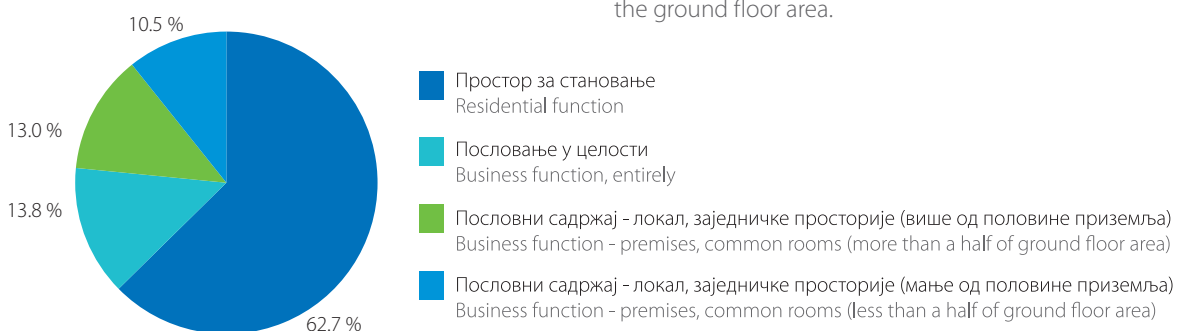 the ground floor area.
10.5 %
13.0 %
13.8 %
62.7 %
Простор за становање
Residential function
Пословање у целости
Business function, entirely
Пословни садржај - локал, заједничке просторије (више од половине приземља)
Business function - premises, common rooms (more than a half of ground floor area)
Пословни садржај - локал, заједничке просторије (мање од половине приземља)
Business function - premises, common rooms (less than a half of ground floor area)